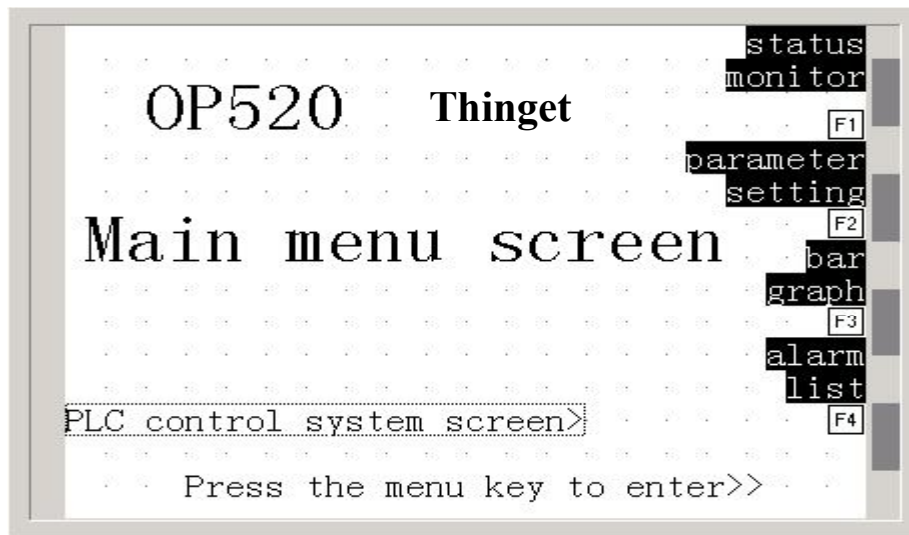 status
monitor
OP520 Thinget
F1
parameter
setting
F2
Main menu screen
bar
graph
F3
alarm
list
PLC control system screen>
F4
Press the menu key to enter>>